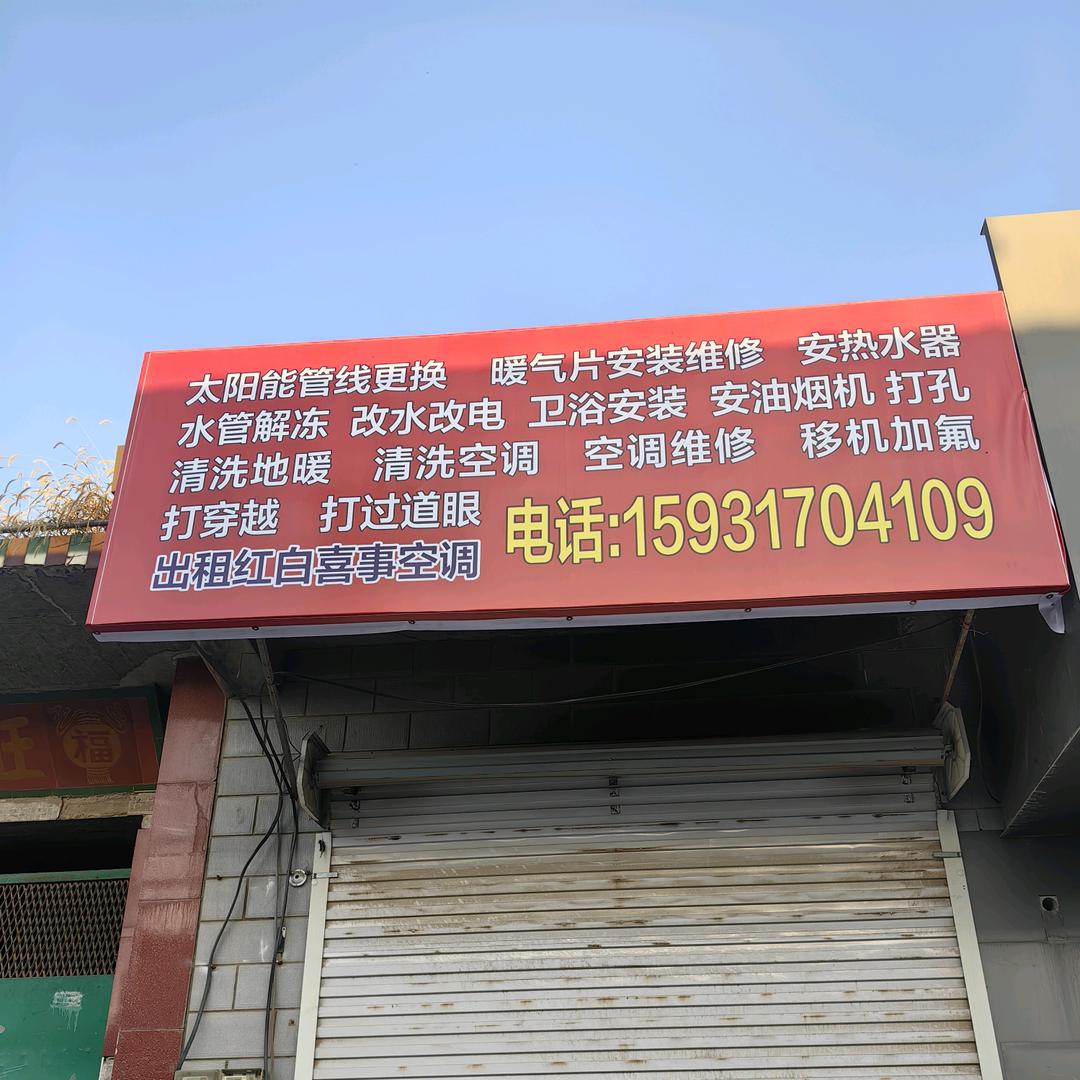 太阳能管线更换 暖气片安装维修 安热水器
水管解冻 改水改电 卫浴安装 安油烟机 打孔
清洗地暖 清洗空调 空调维修 移机加氟
打穿越 打过道眼
电话:15931704109
出租红白喜事空调
旺 福